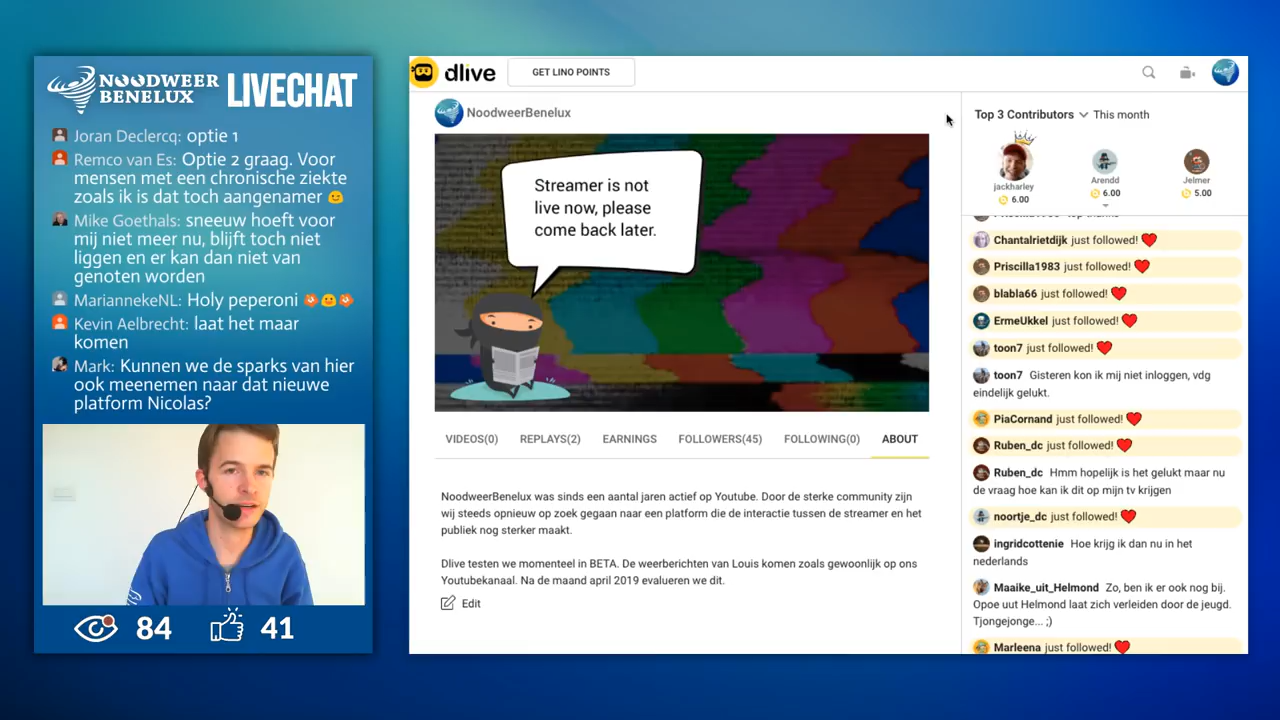 NOODWEER
BENELUX
LIVECHAT
Joran Declercq: optie 1
Remco van Es: Optie 2 graag. Voor
mensen met een chronische ziekte
zoals ik is dat toch aangenamer
Mike Goethals: sneeuw hoeft voor
mij niet meer nu, blijft toch niet
liggen en er kan dan niet van
genoten worden
MariannekeNL: Holy peperoni
Kevin Aelbrecht: laat het maar
komen
Mark: Kunnen we de sparks van hier
ook meenemen naar dat nieuwe
platform Nicolas?
84
41
dlive
GET LINO POINTS
NoodweerBenelux
Streamer is not
live now, please
come back later.
VIDEOS(0) REPLAYS(2) EARNINGS FOLLOWERS(45) FOLLOWING(0) ABOUT
NoodweerBenelux was sinds een aantal jaren actief op Youtube. Door de sterke community zijn
wij steeds opnieuw op zoek gegaan naar een platform die de interactie tussen de streamer en het
publiek nog sterker maakt.
Dlive testen we momenteel in BETA. De weerberichten van Louis komen zoals gewoonlijk op ons
Youtubekanaal. Na de maand april 2019 evalueren we dit.
Edit
Top 3 Contributors This month
jackharley
6.00
Arendd
6.00
Jelmer
5.00
Chantalrietdijk just followed!
Priscilla1983 just followed!
blabla66 just followed!
ErmeUkkel just followed!
toon7 just followed!
toon7 Gisteren kon ik mij niet inloggen, vdg
eindelijk gelukt.
PiaCornand just followed!
Ruben_dc just followed!
Ruben_dc Hmm hopelijk is het gelukt maar nu
de vraag hoe kan ik dit op mijn tv krijgen
noortje_dc just followed!
ingridcottenie Hoe krijg ik dan nu in het
nederlands
Maaike_uit_Helmond Zo, ben ik er ook nog bij.
Opoe uut Helmond laat zich verleiden door de jeugd.
Tjongejonge... ;)
Marleena just followed!